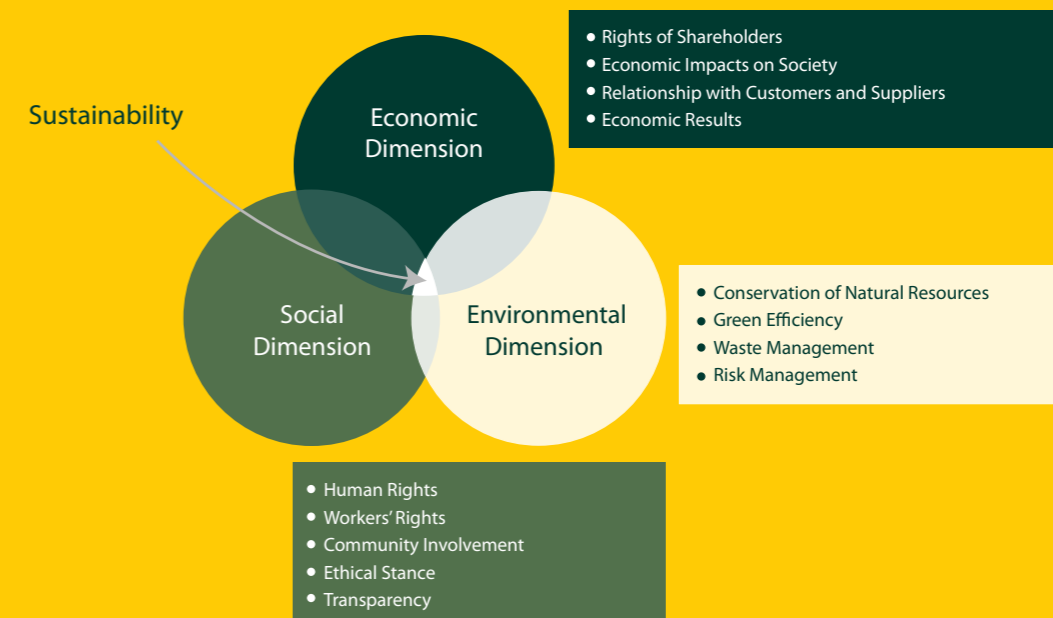 Sustainability
Economic
Dimension
• Rights of Shareholders
• Economic Impacts on Society
• Relationship with Customers and Suppliers
• Economic Results
Social
Dimension
Environmental
Dimension
• Conservation of Natural Resources
• Green Efficiency
• Waste Management
• Risk Management
• Human Rights
• Workers' Rights
• Community Involvement
• Ethical Stance
• Transparency